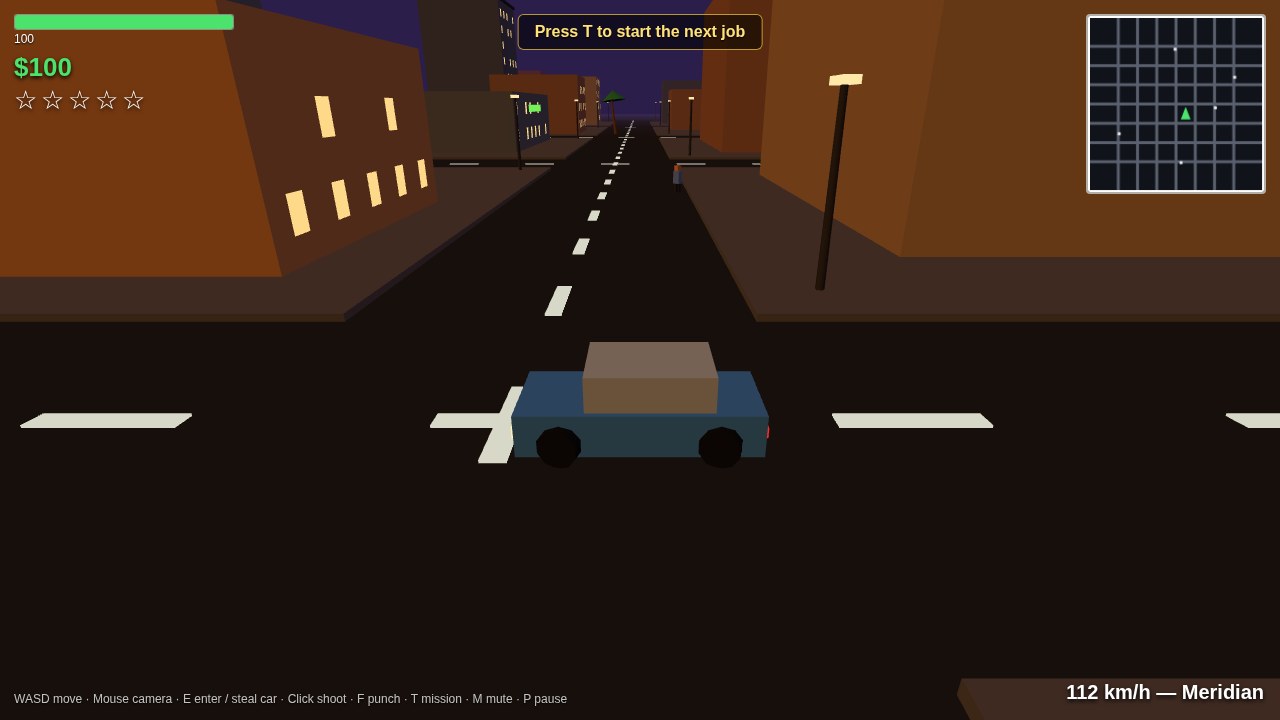 Press T to start the next job
100
$100
WASD move · Mouse camera · E enter / steal car · Click shoot · F punch · T mission · M mute · P pause
112 km/h — Meridian